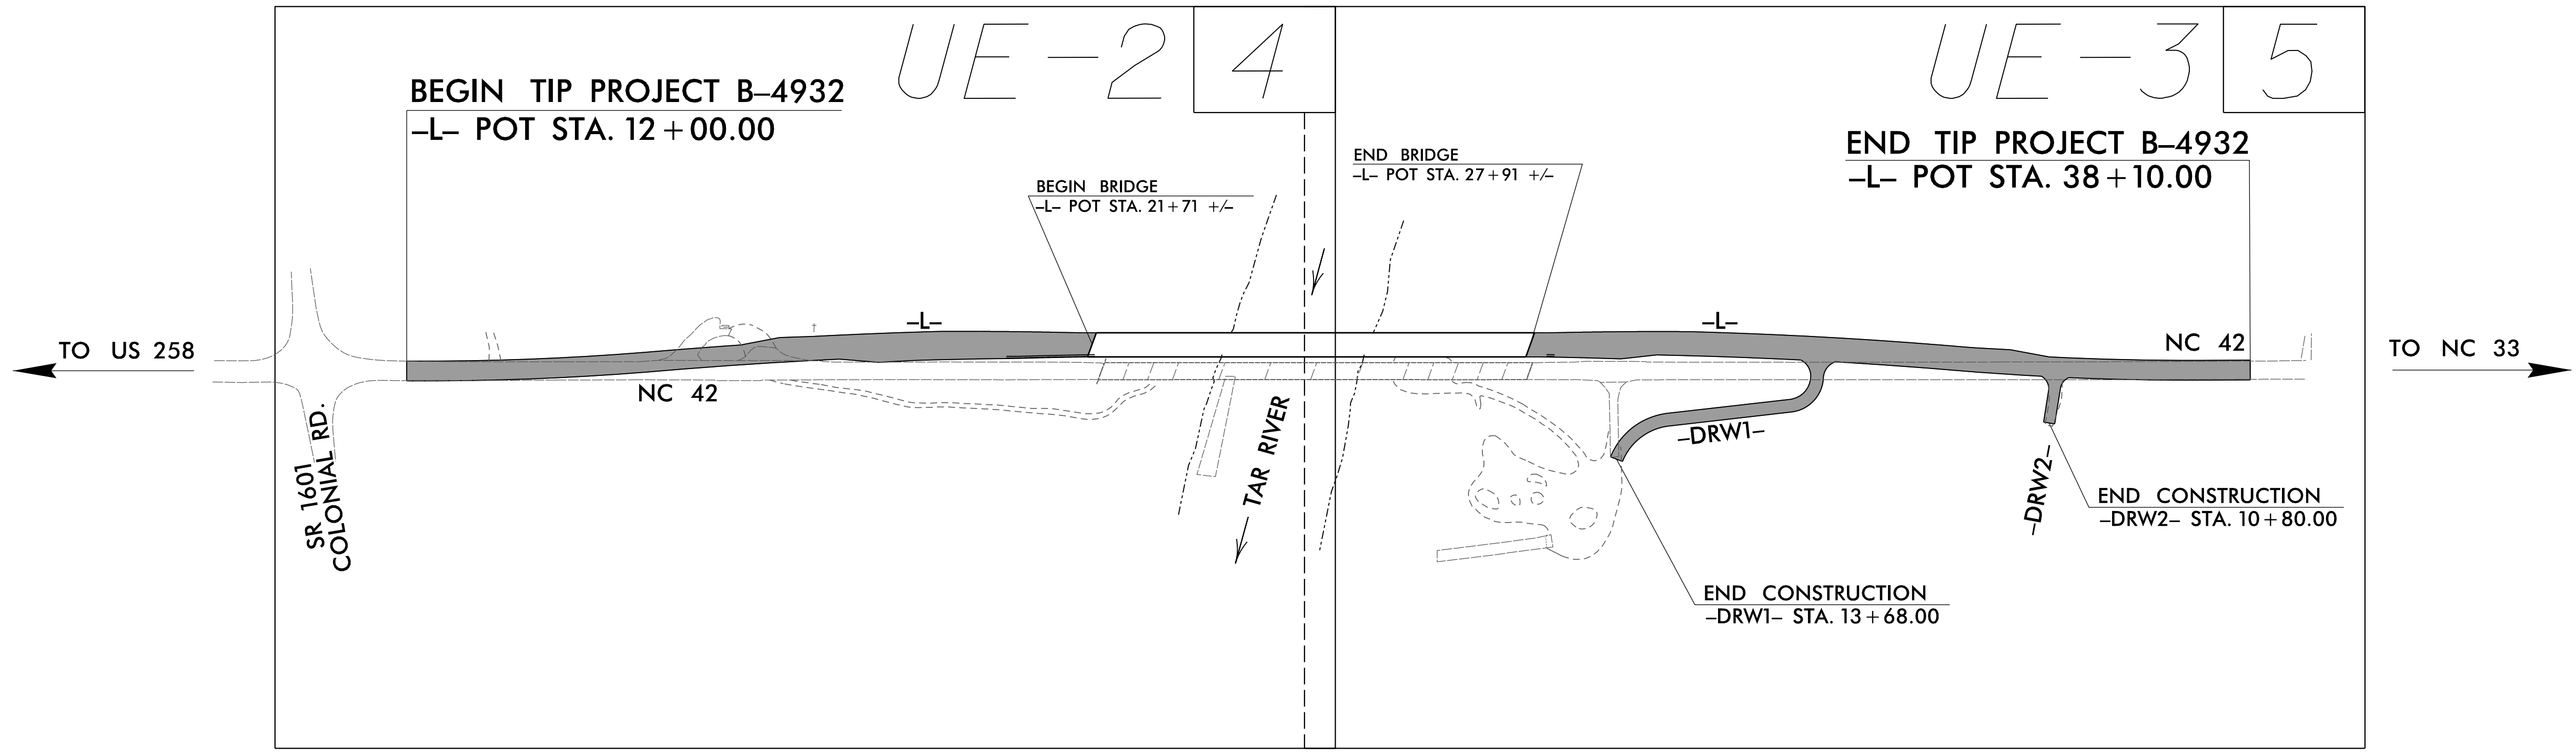 UE-2 4
UE-3 5
BEGIN TIP PROJECT B-4932
-L- POT STA. 12+00.00
END TIP PROJECT B-4932
-L- POT STA. 38+10.00
BEGIN BRIDGE
-L- POT STA. 21+71 +/-
END BRIDGE
-L- POT STA. 27+91 +/-
TO US 258
-L-
-L-
NC 42
TO NC 33
NC 42
SR 1601
COLONIAL RD.
TAR RIVER
-DRW1-
-DRW2-
END CONSTRUCTION
-DRW2- STA. 10+80.00
END CONSTRUCTION
-DRW1- STA. 13+68.00